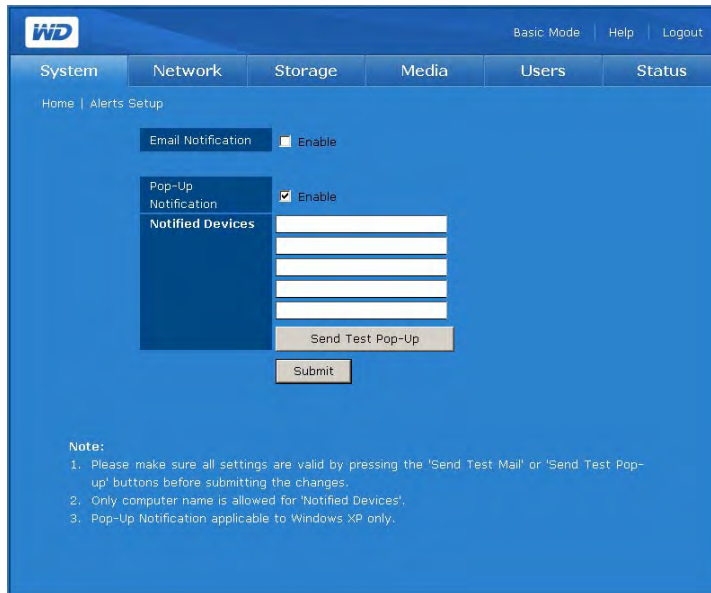 WD
Basic Mode | Help | Logout
System Network Storage Media Users Status
Home | Alerts Setup
Email Notification Enable
Pop-Up
Notification Enable
Notified Devices
Send Test Pop-Up
Submit
Note:
1. Please make sure all settings are valid by pressing the 'Send Test Mail' or 'Send Test Pop-
up' buttons before submitting the changes.
2. Only computer name is allowed for 'Notified Devices'.
3. Pop-Up Notification applicable to Windows XP only.